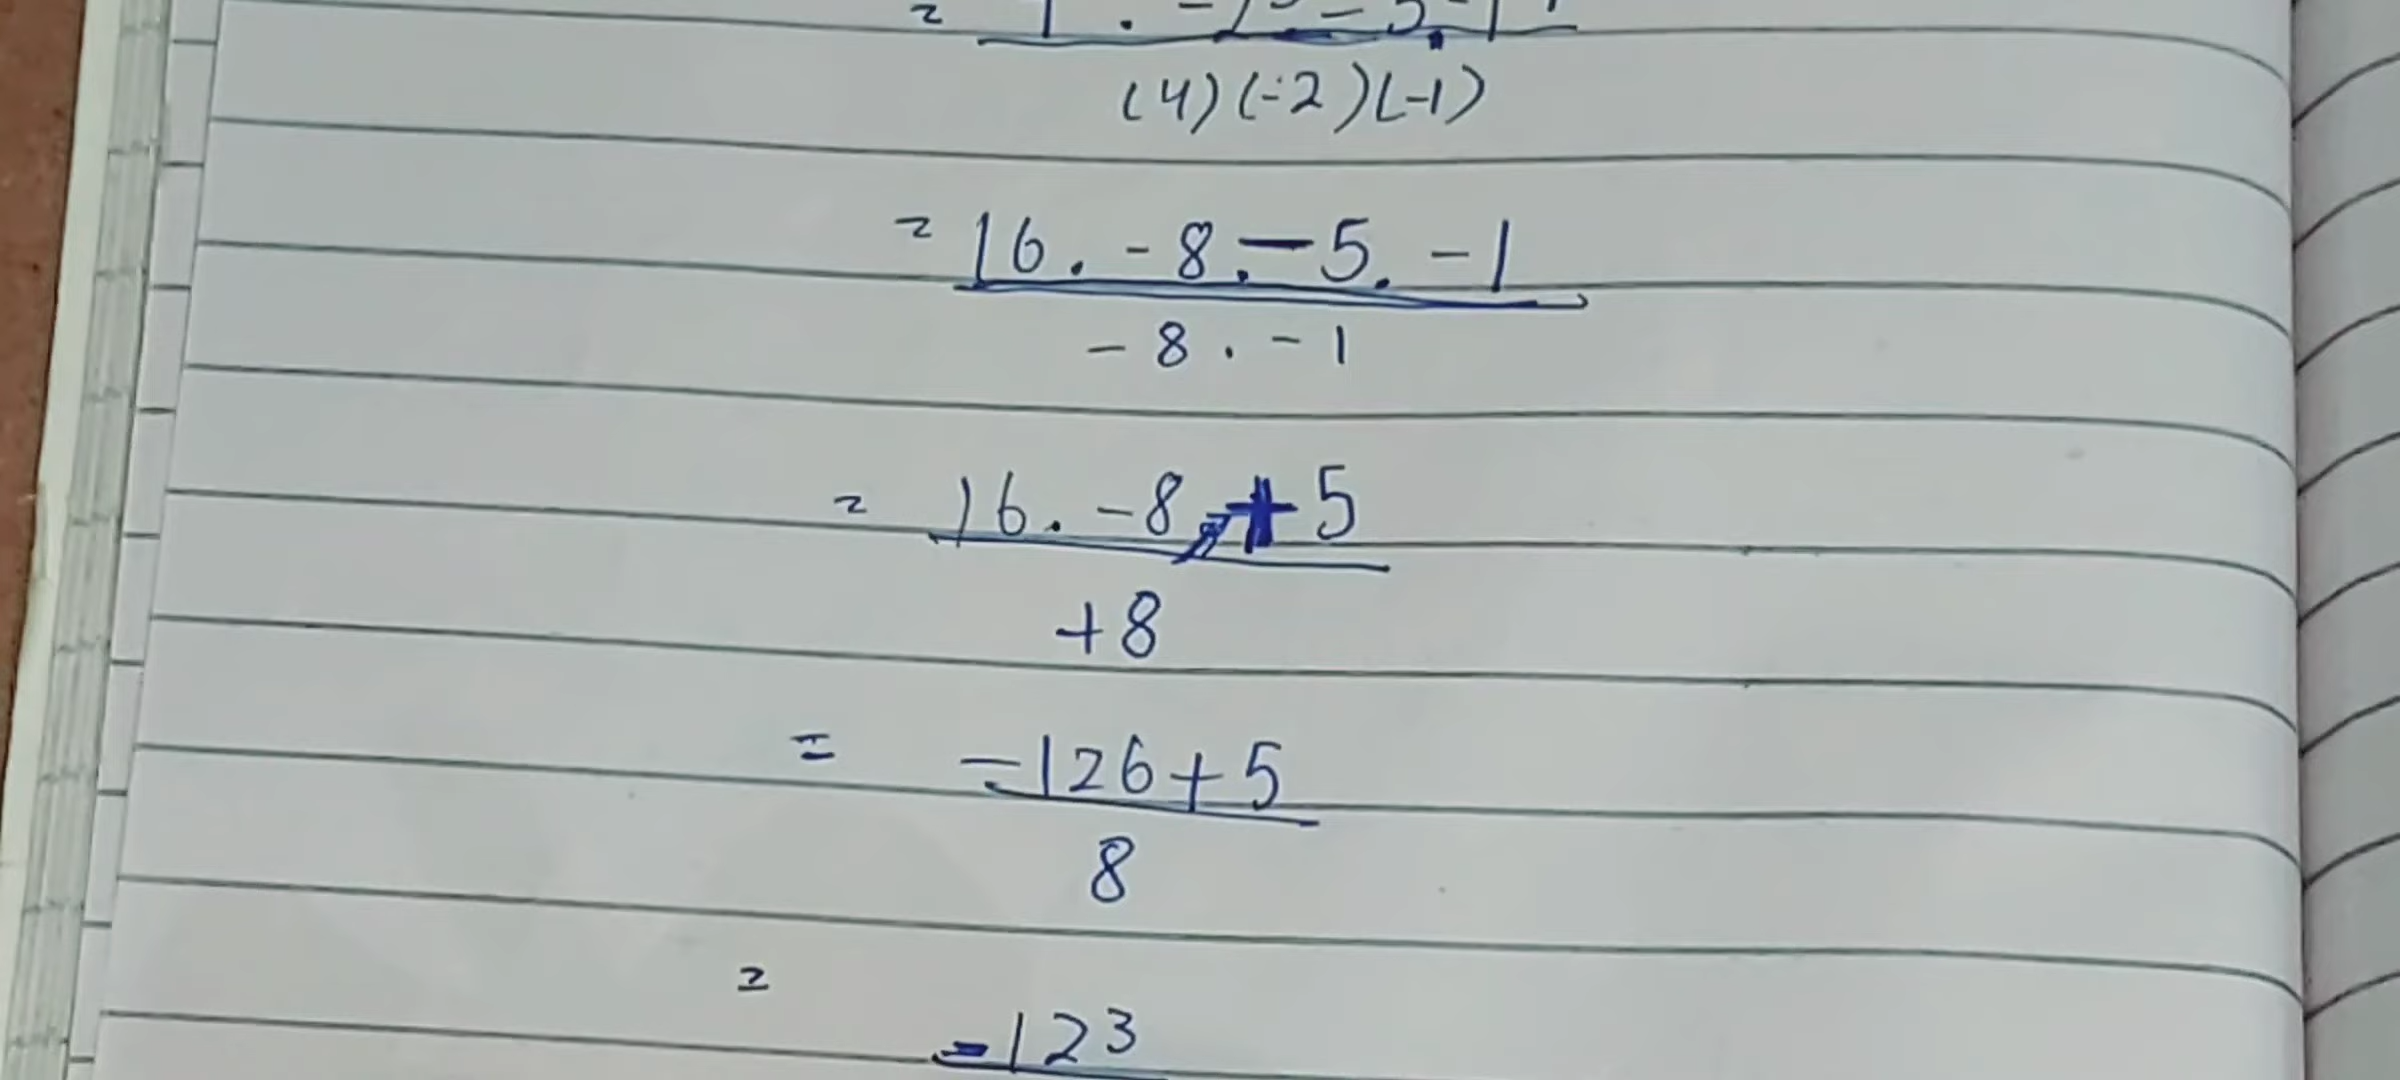 (4)(-2)(-1)
= 16. -8. -5. -1
-8 . -1
= 16. -8 + 5
+8
= -126+5
8
=
-123